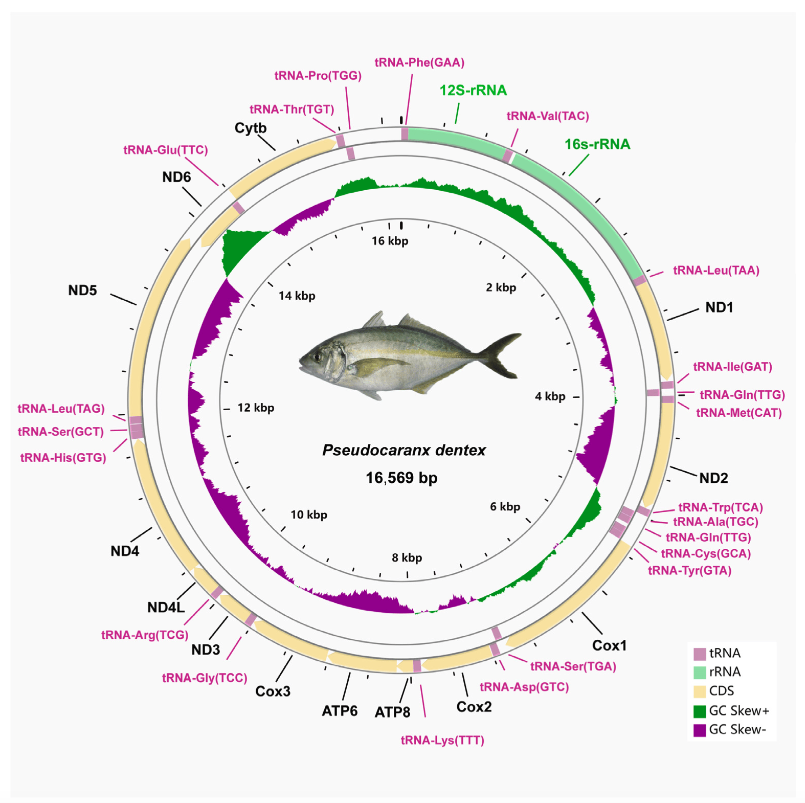 tRNA-Phe(GAA)
12S-rRNA
tRNA-Val(TAC)
16s-rRNA
tRNA-Leu(TAA)
ND1
tRNA-Ile(GAT)
tRNA-Gln(TTG)
tRNA-Met(CAT)
ND2
tRNA-Trp(TCA)
tRNA-Ala(TGC)
tRNA-Gln(TTG)
tRNA-Cys(GCA)
tRNA-Tyr(GTA)
Cox1
tRNA-Ser(TGA)
tRNA-Asp(GTC)
Cox2
tRNA-Lys(TTT)
ATP8
ATP6
Cox3
tRNA-Gly(TCC)
ND3
tRNA-Arg(TCG)
ND4L
ND4
tRNA-His(GTG)
tRNA-Ser(GCT)
tRNA-Leu(TAG)
ND5
ND6
tRNA-Glu(TTC)
Cytb
tRNA-Thr(TGT)
tRNA-Pro(TGG)
16 kbp
2 kbp
4 kbp
6 kbp
8 kbp
10 kbp
12 kbp
14 kbp
Pseudocaranx dentex
16,569 bp
tRNA
rRNA
CDS
GC Skew+
GC Skew-